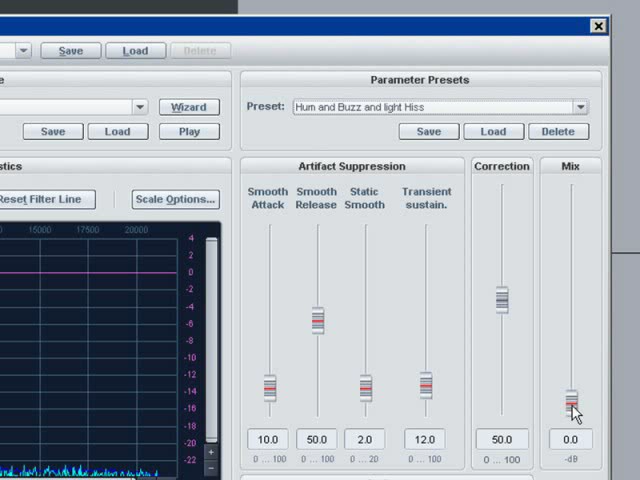 Save Load Delete
e Parameter Presets
Wizard Preset: Hum and Buzz and light Hiss
Save Load Play Save Load Delete
stics Artifact Suppression Correction Mix
Reset Filter Line Scale Options...
Smooth Attack Smooth Release Static Smooth Transient sustain.
15000 17500 20000
4
2
0
-2
-4
-6
-8
-10
-12
-14
-16
-18
-20
-22
+
-
10.0 50.0 2.0 12.0 50.0 0.0
0 ... 100 0 ... 100 0 ... 20 0 ... 100 0 ... 100 -dB